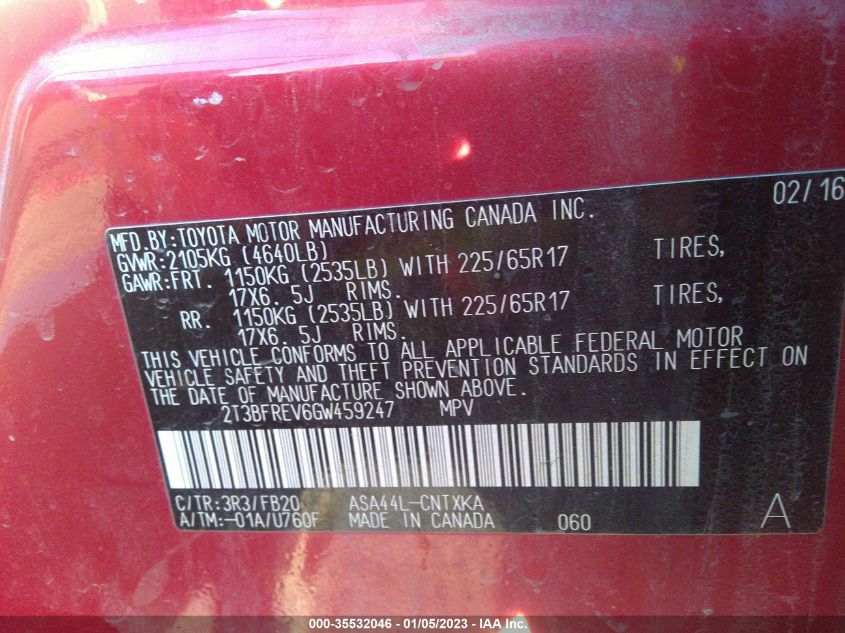 02/16
MFD.BY:TOYOTA MOTOR MANUFACTURING CANADA INC.
GVWR:2105KG (4640LB)
GAWR:FRT. 1150KG (2535LB) WITH 225/65R17 TIRES,
17X6. 5J RIMS.
RR. 1150KG (2535LB) WITH 225/65R17 TIRES,
17X6. 5J RIMS.
THIS VEHICLE CONFORMS TO ALL APPLICABLE FEDERAL MOTOR
VEHICLE SAFETY AND THEFT PREVENTION STANDARDS IN EFFECT ON
THE DATE OF MANUFACTURE SHOWN ABOVE.
2T3BFREV6GW459247 MPV
C/TR:3R3/FB20 ASA44L-CNTXKA
A/TM:-01A/U760F MADE IN CANADA 060 A
000-35532046 - 01/05/2023 - IAA Inc.